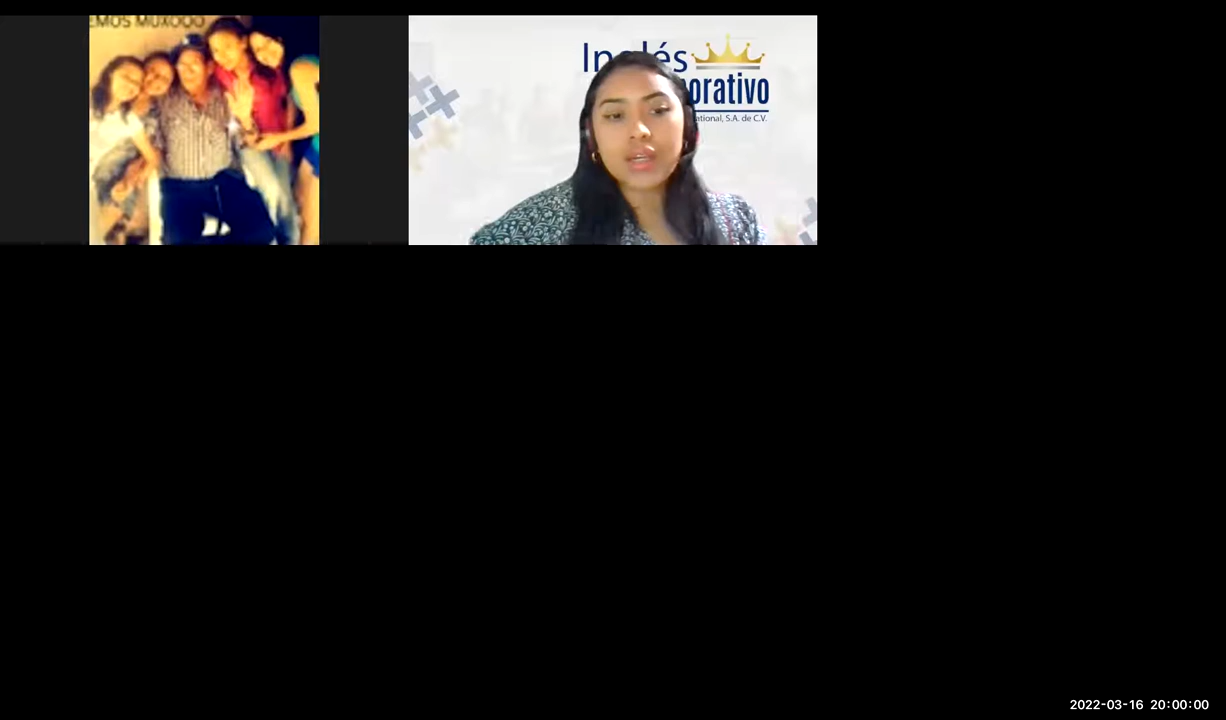 EMOS MUXOOO
Inglés
orativo
ational, S.A. de C.V.
2022-03-16 20:00:00